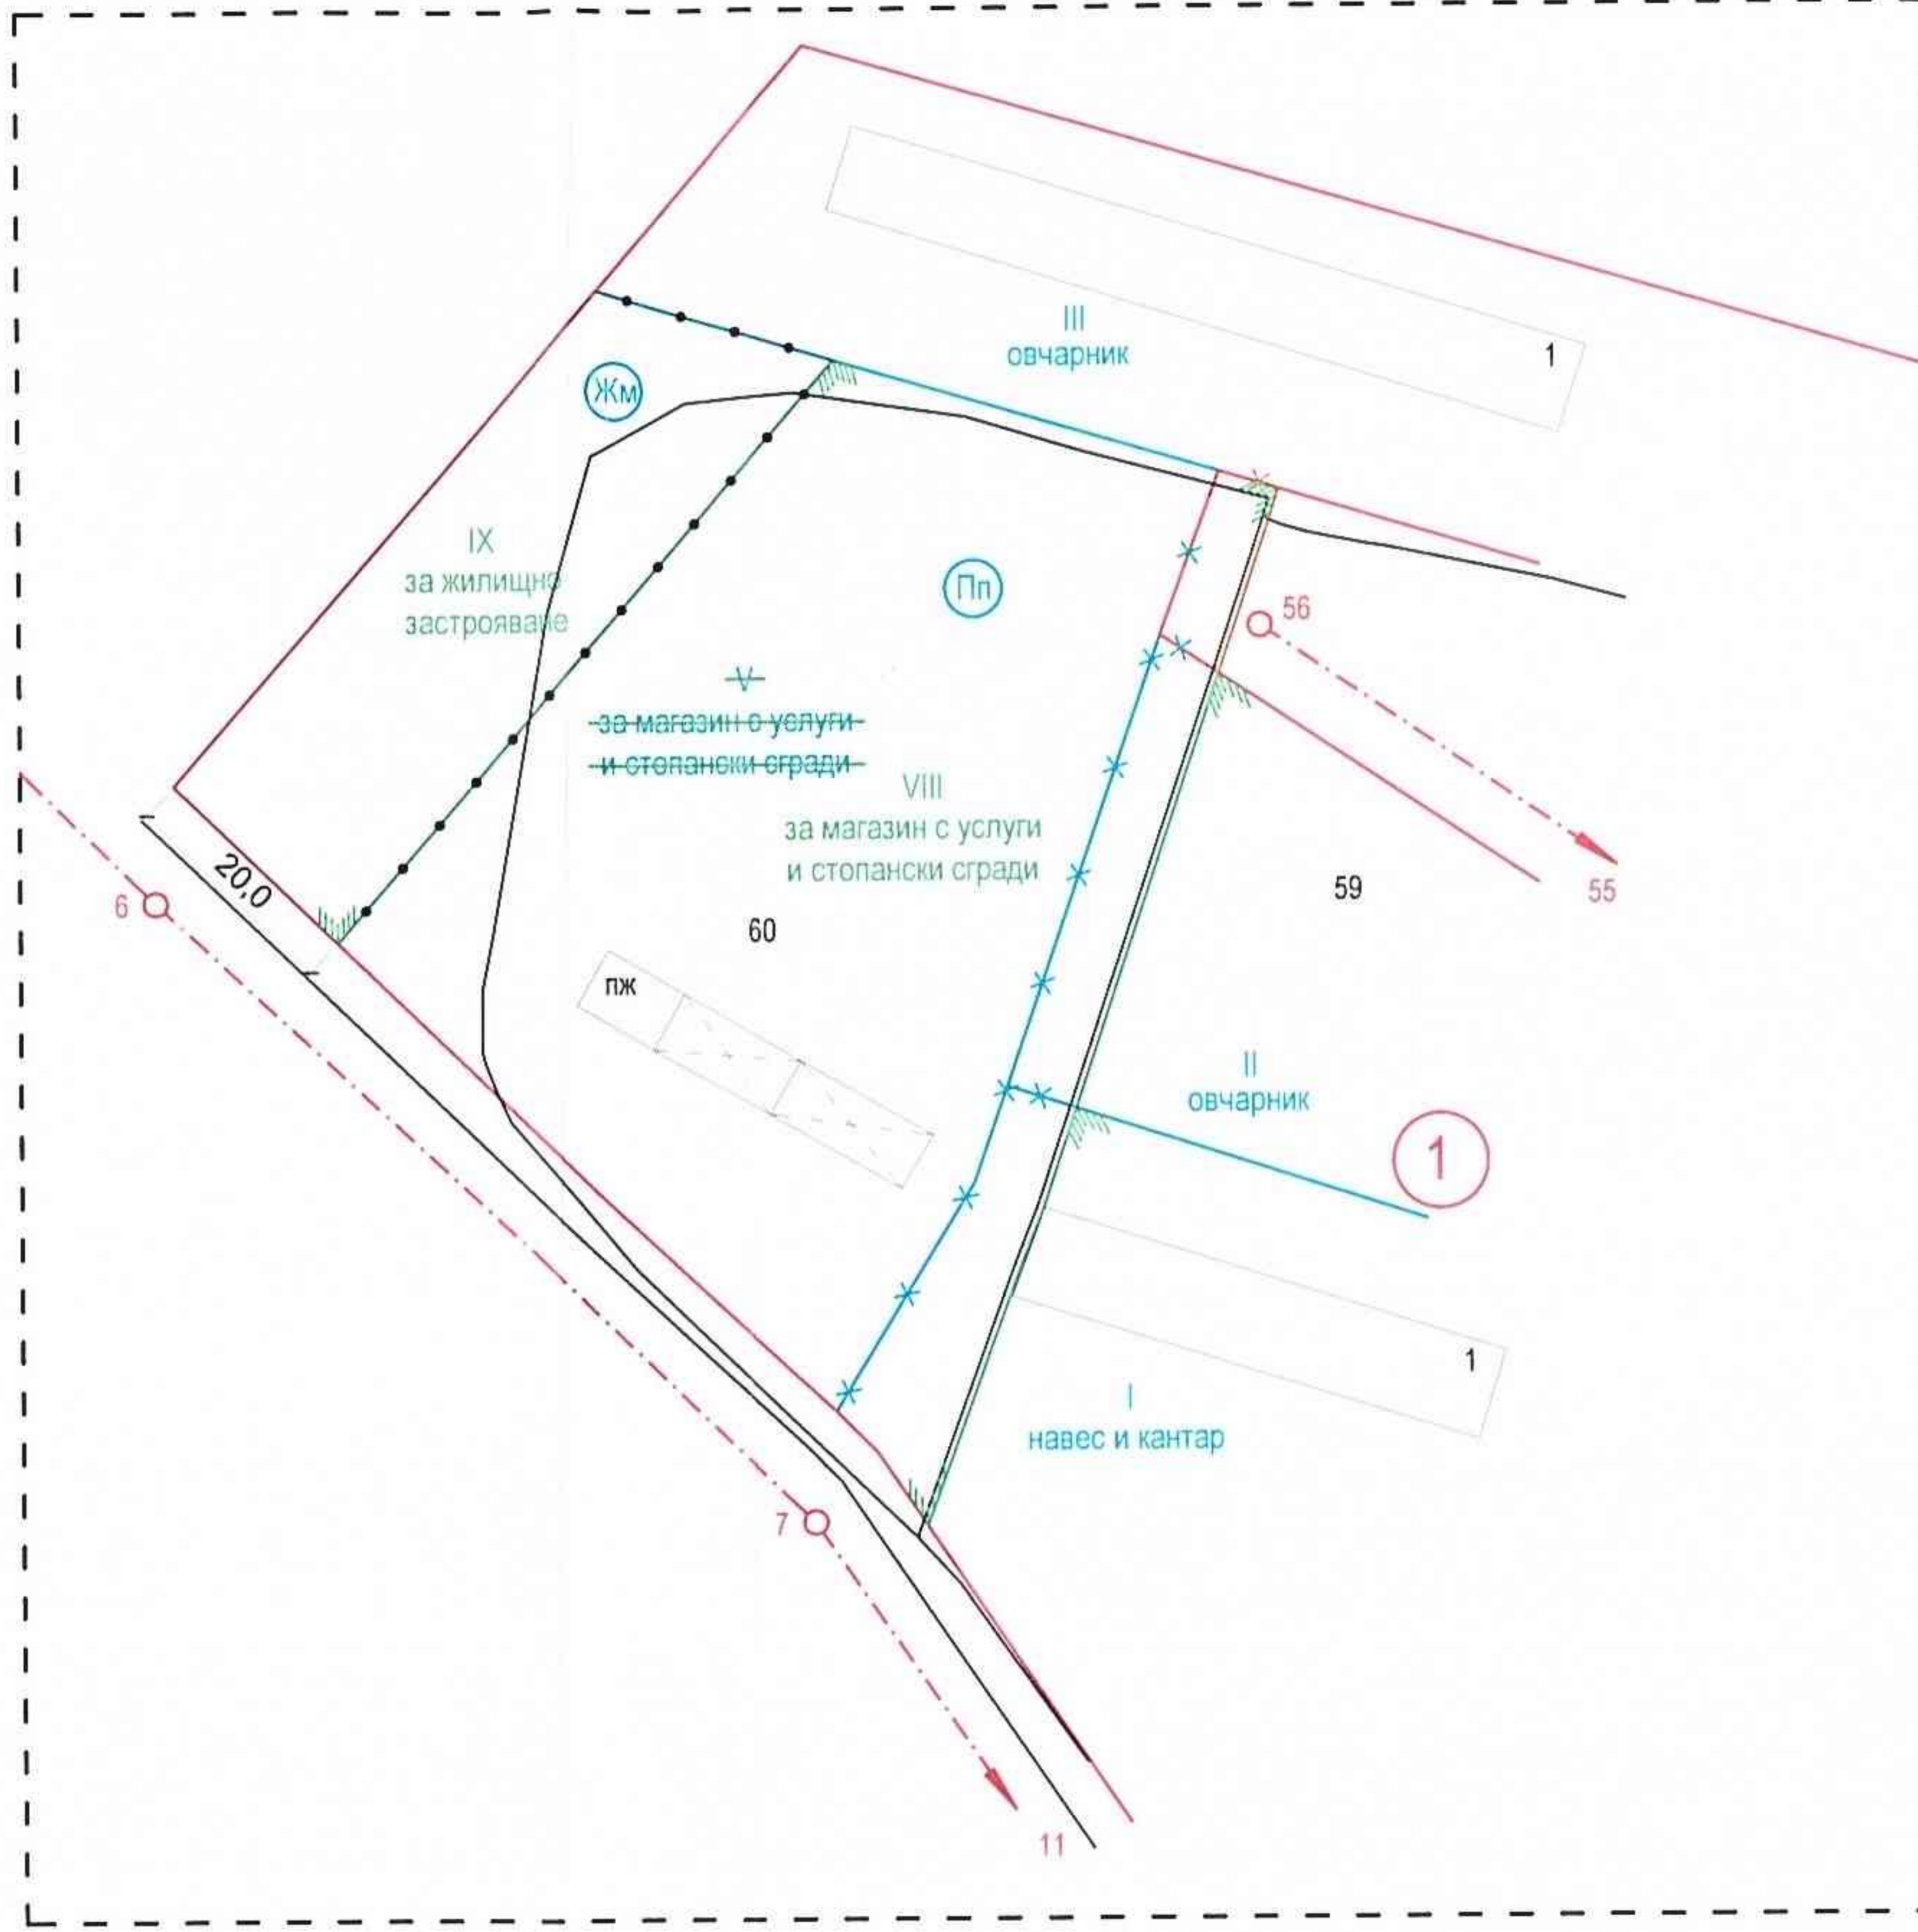 1
III
овчарник
Жм
IX
за жилищно
застрояване
Пп
56
V
за магазин с услуги
и стопански сгради
VIII
за магазин с услуги
и стопански сгради
20,0
6
60
59
55
пж
II
овчарник
1
1
I
навес и кантар
7
11